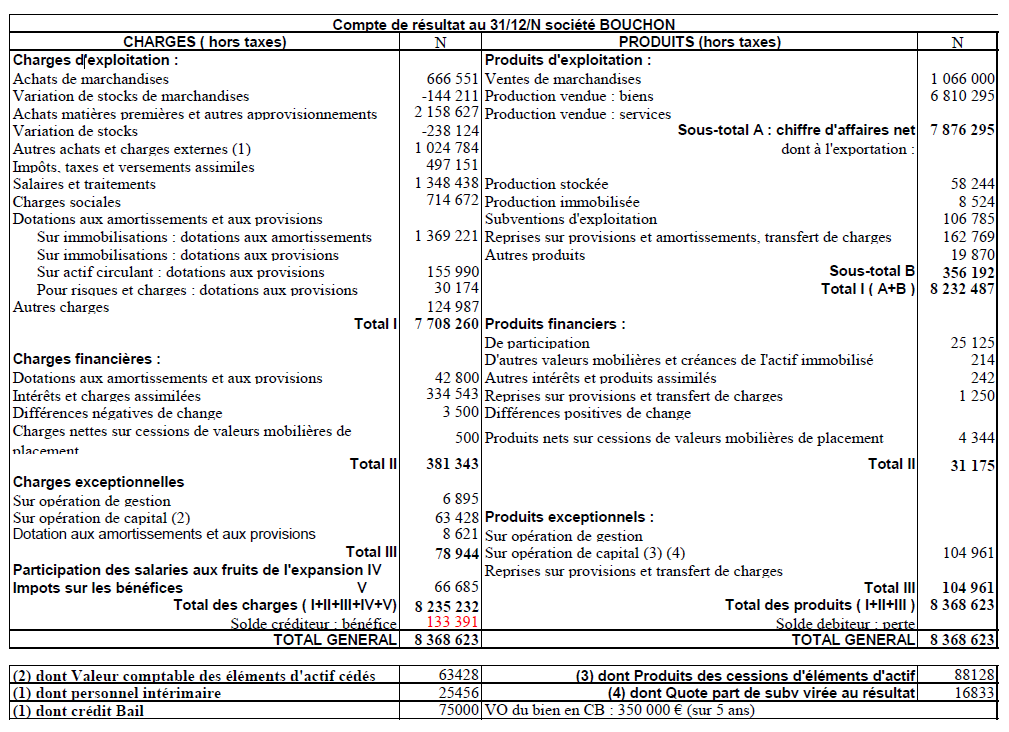 Compte de résultat au 31/12/N société BOUCHON
CHARGES ( hors taxes) N PRODUITS (hors taxes) N
Charges d'exploitation : Produits d'exploitation :
Achats de marchandises 666 551 Ventes de marchandises 1 066 000
Variation de stocks de marchandises -144 211 Production vendue : biens 6 810 295
Achats matières premières et autres approvisionnements 2 158 627 Production vendue : services
Variation de stocks -238 124 Sous-total A : chiffre d'affaires net 7 876 295
Autres achats et charges externes (1) 1 024 784 dont à l'exportation :
Impôts, taxes et versements assimiles 497 151
Salaires et traitements 1 348 438 Production stockée 58 244
Charges sociales 714 672 Production immobilisée 8 524
Dotations aux amortissements et aux provisions Subventions d'exploitation 106 785
Sur immobilisations : dotations aux amortissements 1 369 221 Reprises sur provisions et amortissements, transfert de charges 162 769
Sur immobilisations : dotations aux provisions Autres produits 19 870
Sur actif circulant : dotations aux provisions 155 990 Sous-total B 356 192
Pour risques et charges : dotations aux provisions 30 174 Total I ( A+B ) 8 232 487
Autres charges 124 987
Total I 7 708 260 Produits financiers :
De participation 25 125
Charges financières : D'autres valeurs mobilières et créances de l'actif immobilisé 214
Dotations aux amortissements et aux provisions 42 800 Autres intérêts et produits assimilés 242
Intérêts et charges assimilées 334 543 Reprises sur provisions et transfert de charges 1 250
Différences négatives de change 3 500 Différences positives de change
Charges nettes sur cessions de valeurs mobilières de placement 500 Produits nets sur cessions de valeurs mobilières de placement 4 344
Total II 381 343 Total II 31 175
Charges exceptionnelles
Sur opération de gestion 6 895
Sur opération de capital (2) 63 428 Produits exceptionnels :
Dotation aux amortissements et aux provisions 8 621 Sur opération de gestion
Total III 78 944 Sur opération de capital (3) (4) 104 961
Participation des salaries aux fruits de l'expansion IV Reprises sur provisions et transfert de charges
Impots sur les bénéfices V 66 685 Total III 104 961
Total des charges ( I+II+III+IV+V) 8 235 232 Total des produits ( I+II+III ) 8 368 623
Solde créditeur : bénéfice 133 391 Solde debiteur : perte
TOTAL GENERAL 8 368 623 TOTAL GENERAL 8 368 623
(2) dont Valeur comptable des éléments d'actif cédés 63428 (3) dont Produits des cessions d'éléments d'actif 88128
(1) dont personnel intérimaire 25456 (4) dont Quote part de subv virée au résultat 16833
(1) dont crédit Bail 75000 VO du bien en CB : 350 000 € (sur 5 ans)